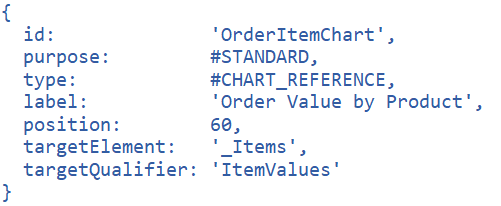 {
  id:              'OrderItemChart',
  purpose:         #STANDARD,
  type:            #CHART_REFERENCE,
  label:           'Order Value by Product',
  position:        60,
  targetElement:   '_Items',
  targetQualifier: 'ItemValues'
}